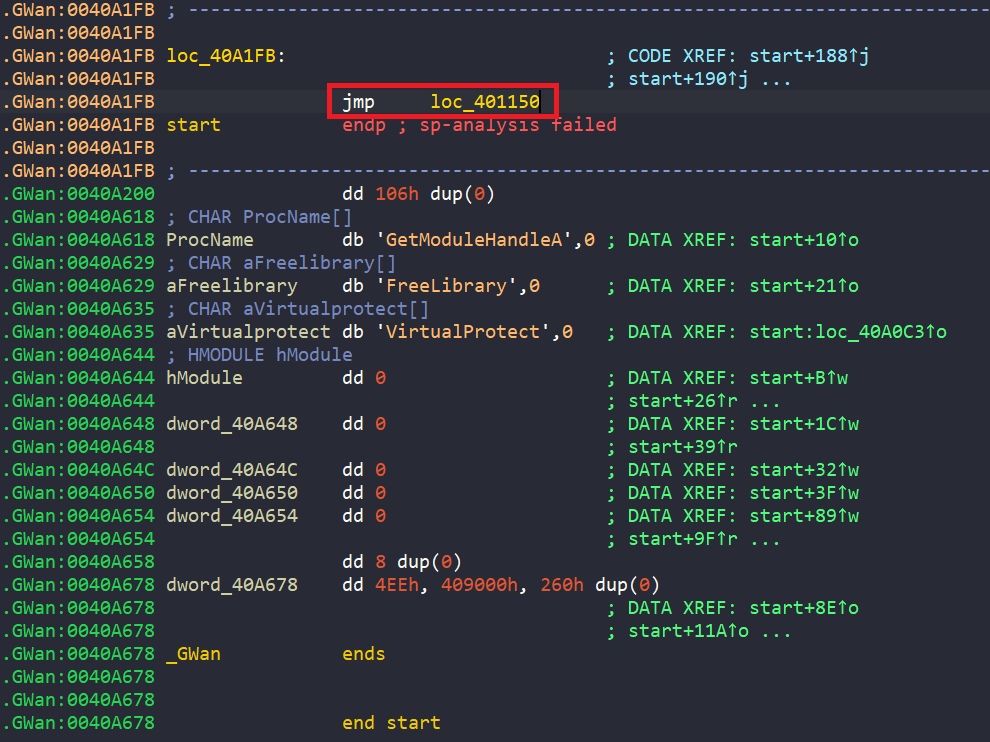 .GWan:0040A1FB ; ---------------------------------------------------------------------------
.GWan:0040A1FB
.GWan:0040A1FB loc_40A1FB: ; CODE XREF: start+188↑j
.GWan:0040A1FB ; start+190↑j ...
.GWan:0040A1FB jmp loc_401150
.GWan:0040A1FB start endp ; sp-analysis failed
.GWan:0040A1FB
.GWan:0040A1FB ; ---------------------------------------------------------------------------
.GWan:0040A200 dd 106h dup(0)
.GWan:0040A618 ; CHAR ProcName[]
.GWan:0040A618 ProcName db 'GetModuleHandleA',0 ; DATA XREF: start+10↑o
.GWan:0040A629 ; CHAR aFreelibrary[]
.GWan:0040A629 aFreelibrary db 'FreeLibrary',0 ; DATA XREF: start+21↑o
.GWan:0040A635 ; CHAR aVirtualprotect[]
.GWan:0040A635 aVirtualprotect db 'VirtualProtect',0 ; DATA XREF: start:loc_40A0C3↑o
.GWan:0040A644 ; HMODULE hModule
.GWan:0040A644 hModule dd 0 ; DATA XREF: start+B↑w
.GWan:0040A644 ; start+26↑r ...
.GWan:0040A648 dword_40A648 dd 0 ; DATA XREF: start+1C↑w
.GWan:0040A648 ; start+39↑r
.GWan:0040A64C dword_40A64C dd 0 ; DATA XREF: start+32↑w
.GWan:0040A650 dword_40A650 dd 0 ; DATA XREF: start+3F↑w
.GWan:0040A654 dword_40A654 dd 0 ; DATA XREF: start+89↑w
.GWan:0040A654 ; start+9F↑r ...
.GWan:0040A658 dd 8 dup(0)
.GWan:0040A678 dword_40A678 dd 4EEh, 409000h, 260h dup(0)
.GWan:0040A678 ; DATA XREF: start+8E↑o
.GWan:0040A678 ; start+11A↑o ...
.GWan:0040A678 _GWan ends
.GWan:0040A678
.GWan:0040A678
.GWan:0040A678 end start